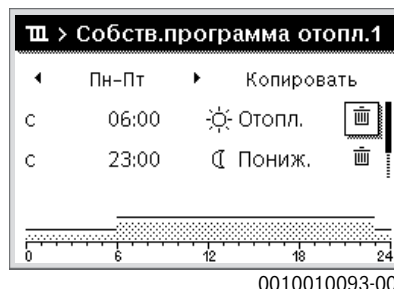 > Собств.программа отопл.1
Пн-Пт Копировать
с 06:00 Отопл.
с 23:00 Пониж.
0 6 12 18 24
0010010093-00